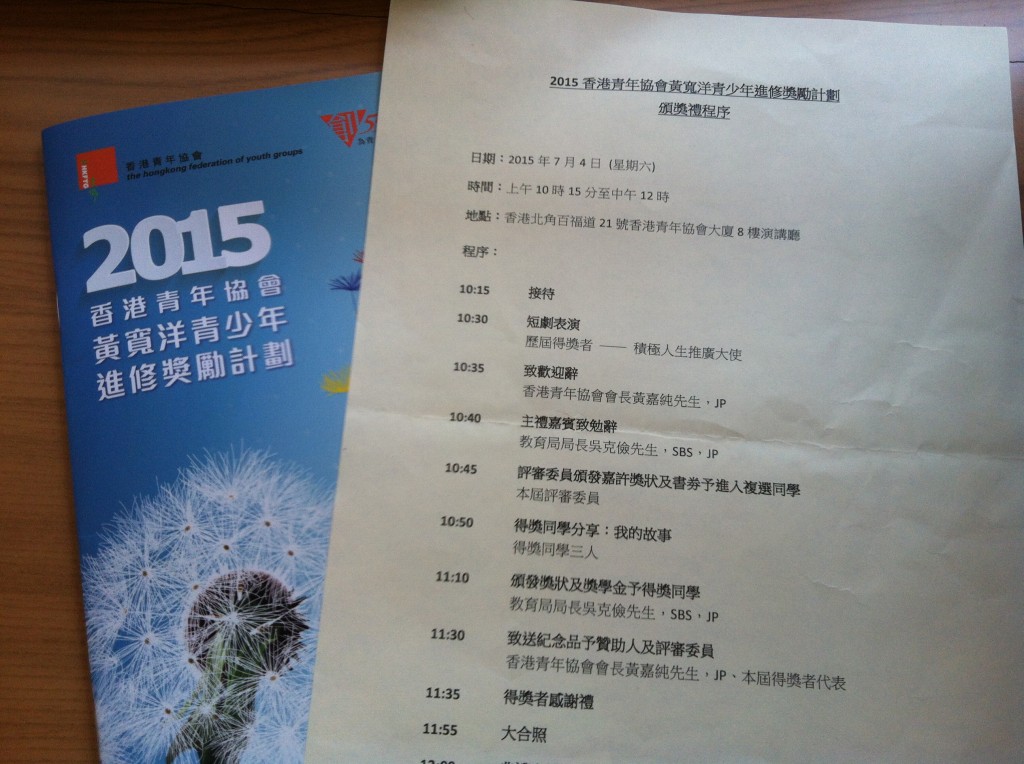 香港青年協會
the hongkong federation of youth groups
HKFYG
2015
香港青年協會
黃寬洋青少年
進修獎勵計劃
2015 香港青年協會黃寬洋青少年進修獎勵計劃
頒獎禮程序
日期：2015 年 7 月 4 日 (星期六)
時間：上午 10 時 15 分至中午 12 時
地點：香港北角百福道 21 號香港青年協會大廈 8 樓演講廳
程序：
10:15 接待
10:30 短劇表演
歷屆得獎者 —— 積極人生推廣大使
10:35 致歡迎辭
香港青年協會會長黃嘉純先生，JP
10:40 主禮嘉賓致勉辭
教育局局長吳克儉先生，SBS，JP
10:45 評審委員頒發嘉許獎狀及書券予進入複選同學
本屆評審委員
10:50 得獎同學分享：我的故事
得獎同學三人
11:10 頒發獎狀及獎學金予得獎同學
教育局局長吳克儉先生，SBS，JP
11:30 致送紀念品予贊助人及評審委員
香港青年協會會長黃嘉純先生，JP、本屆得獎者代表
11:35 得獎者感謝禮
11:55 大合照
12:00